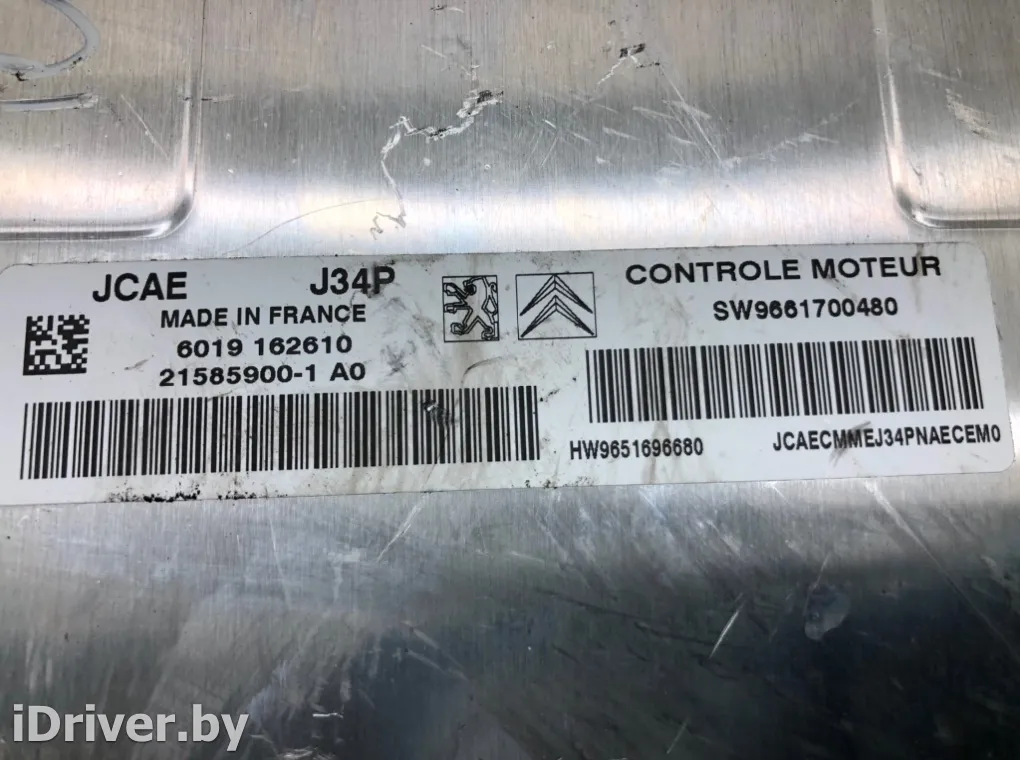 JCAE J34P
MADE IN FRANCE
6019 162610
21585900-1 A0
CONTROLE MOTEUR
SW9661700480
HW9651696680 JCAECMMEJ34PNAECEM0
iDriver.by